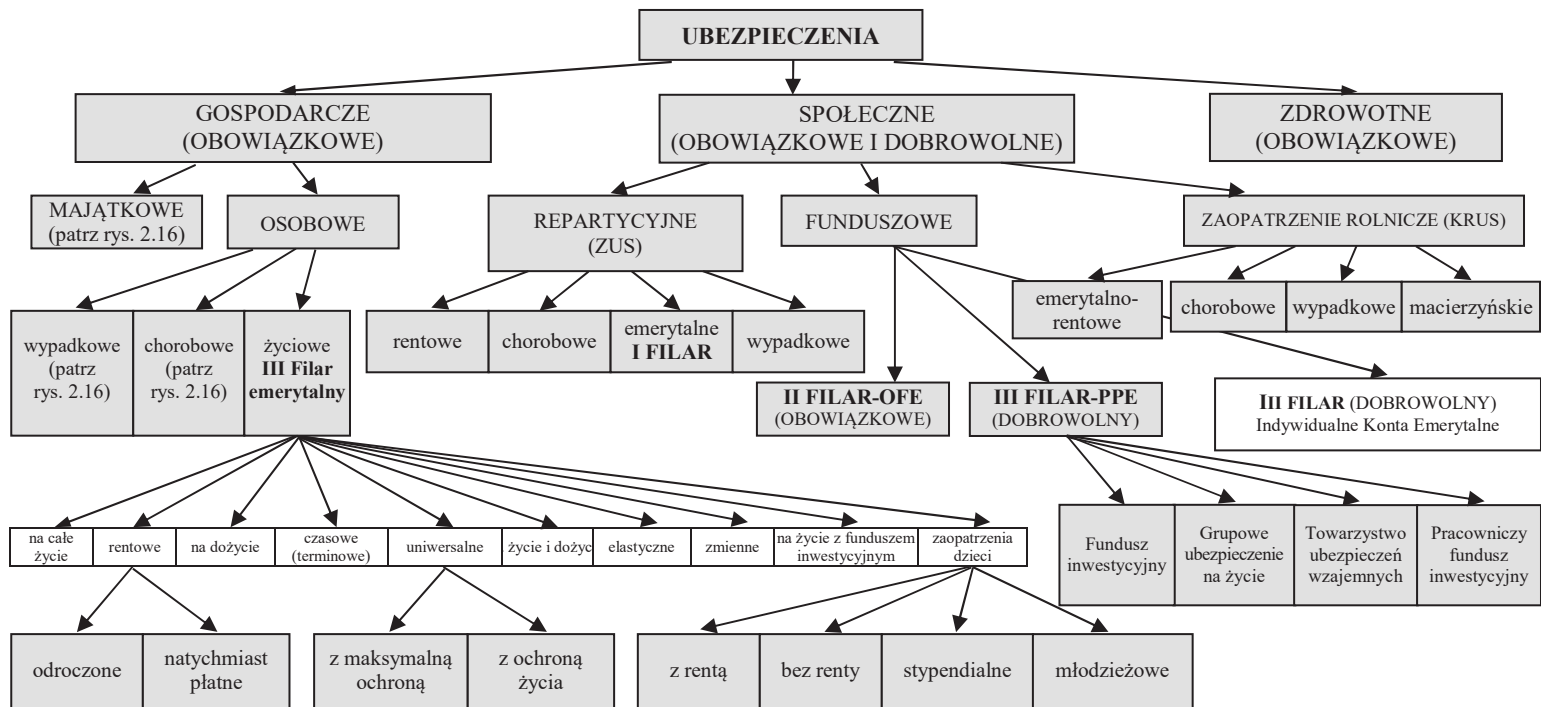 UBEZPIECZENIA
GOSPODARCZE
(OBOWIĄZKOWE)
SPOŁECZNE
(OBOWIĄZKOWE I DOBROWOLNE)
ZDROWOTNE
(OBOWIĄZKOWE)
MAJĄTKOWE
(patrz rys. 2.16)
OSOBOWE
REPARTYCYJNE
(ZUS)
FUNDUSZOWE
ZAOPATRZENIE ROLNICZE (KRUS)
wypadkowe
(patrz
rys. 2.16)
chorobowe
(patrz
rys. 2.16)
życiowe
III Filar
emerytalny
rentowe
chorobowe
emerytalne
I FILAR
wypadkowe
emerytalno-
rentowe
chorobowe
wypadkowe
macierzyńskie
II FILAR-OFE
(OBOWIĄZKOWE)
III FILAR-PPE
(DOBROWOLNY)
III FILAR (DOBROWOLNY)
Indywidualne Konta Emerytalne
na całe
życie
rentowe
na dożycie
czasowe
(terminowe)
uniwersalne
życie i dożyc
elastyczne
zmienne
na życie z funduszem
inwestycyjnym
zaopatrzenia
dzieci
Fundusz
inwestycyjny
Grupowe
ubezpieczenie
na życie
Towarzystwo
ubezpieczeń
wzajemnych
Pracowniczy
fundusz
inwestycyjny
odroczone
natychmiast
płatne
z maksymalną
ochroną
z ochroną
życia
z rentą
bez renty
stypendialne
młodzieżowe